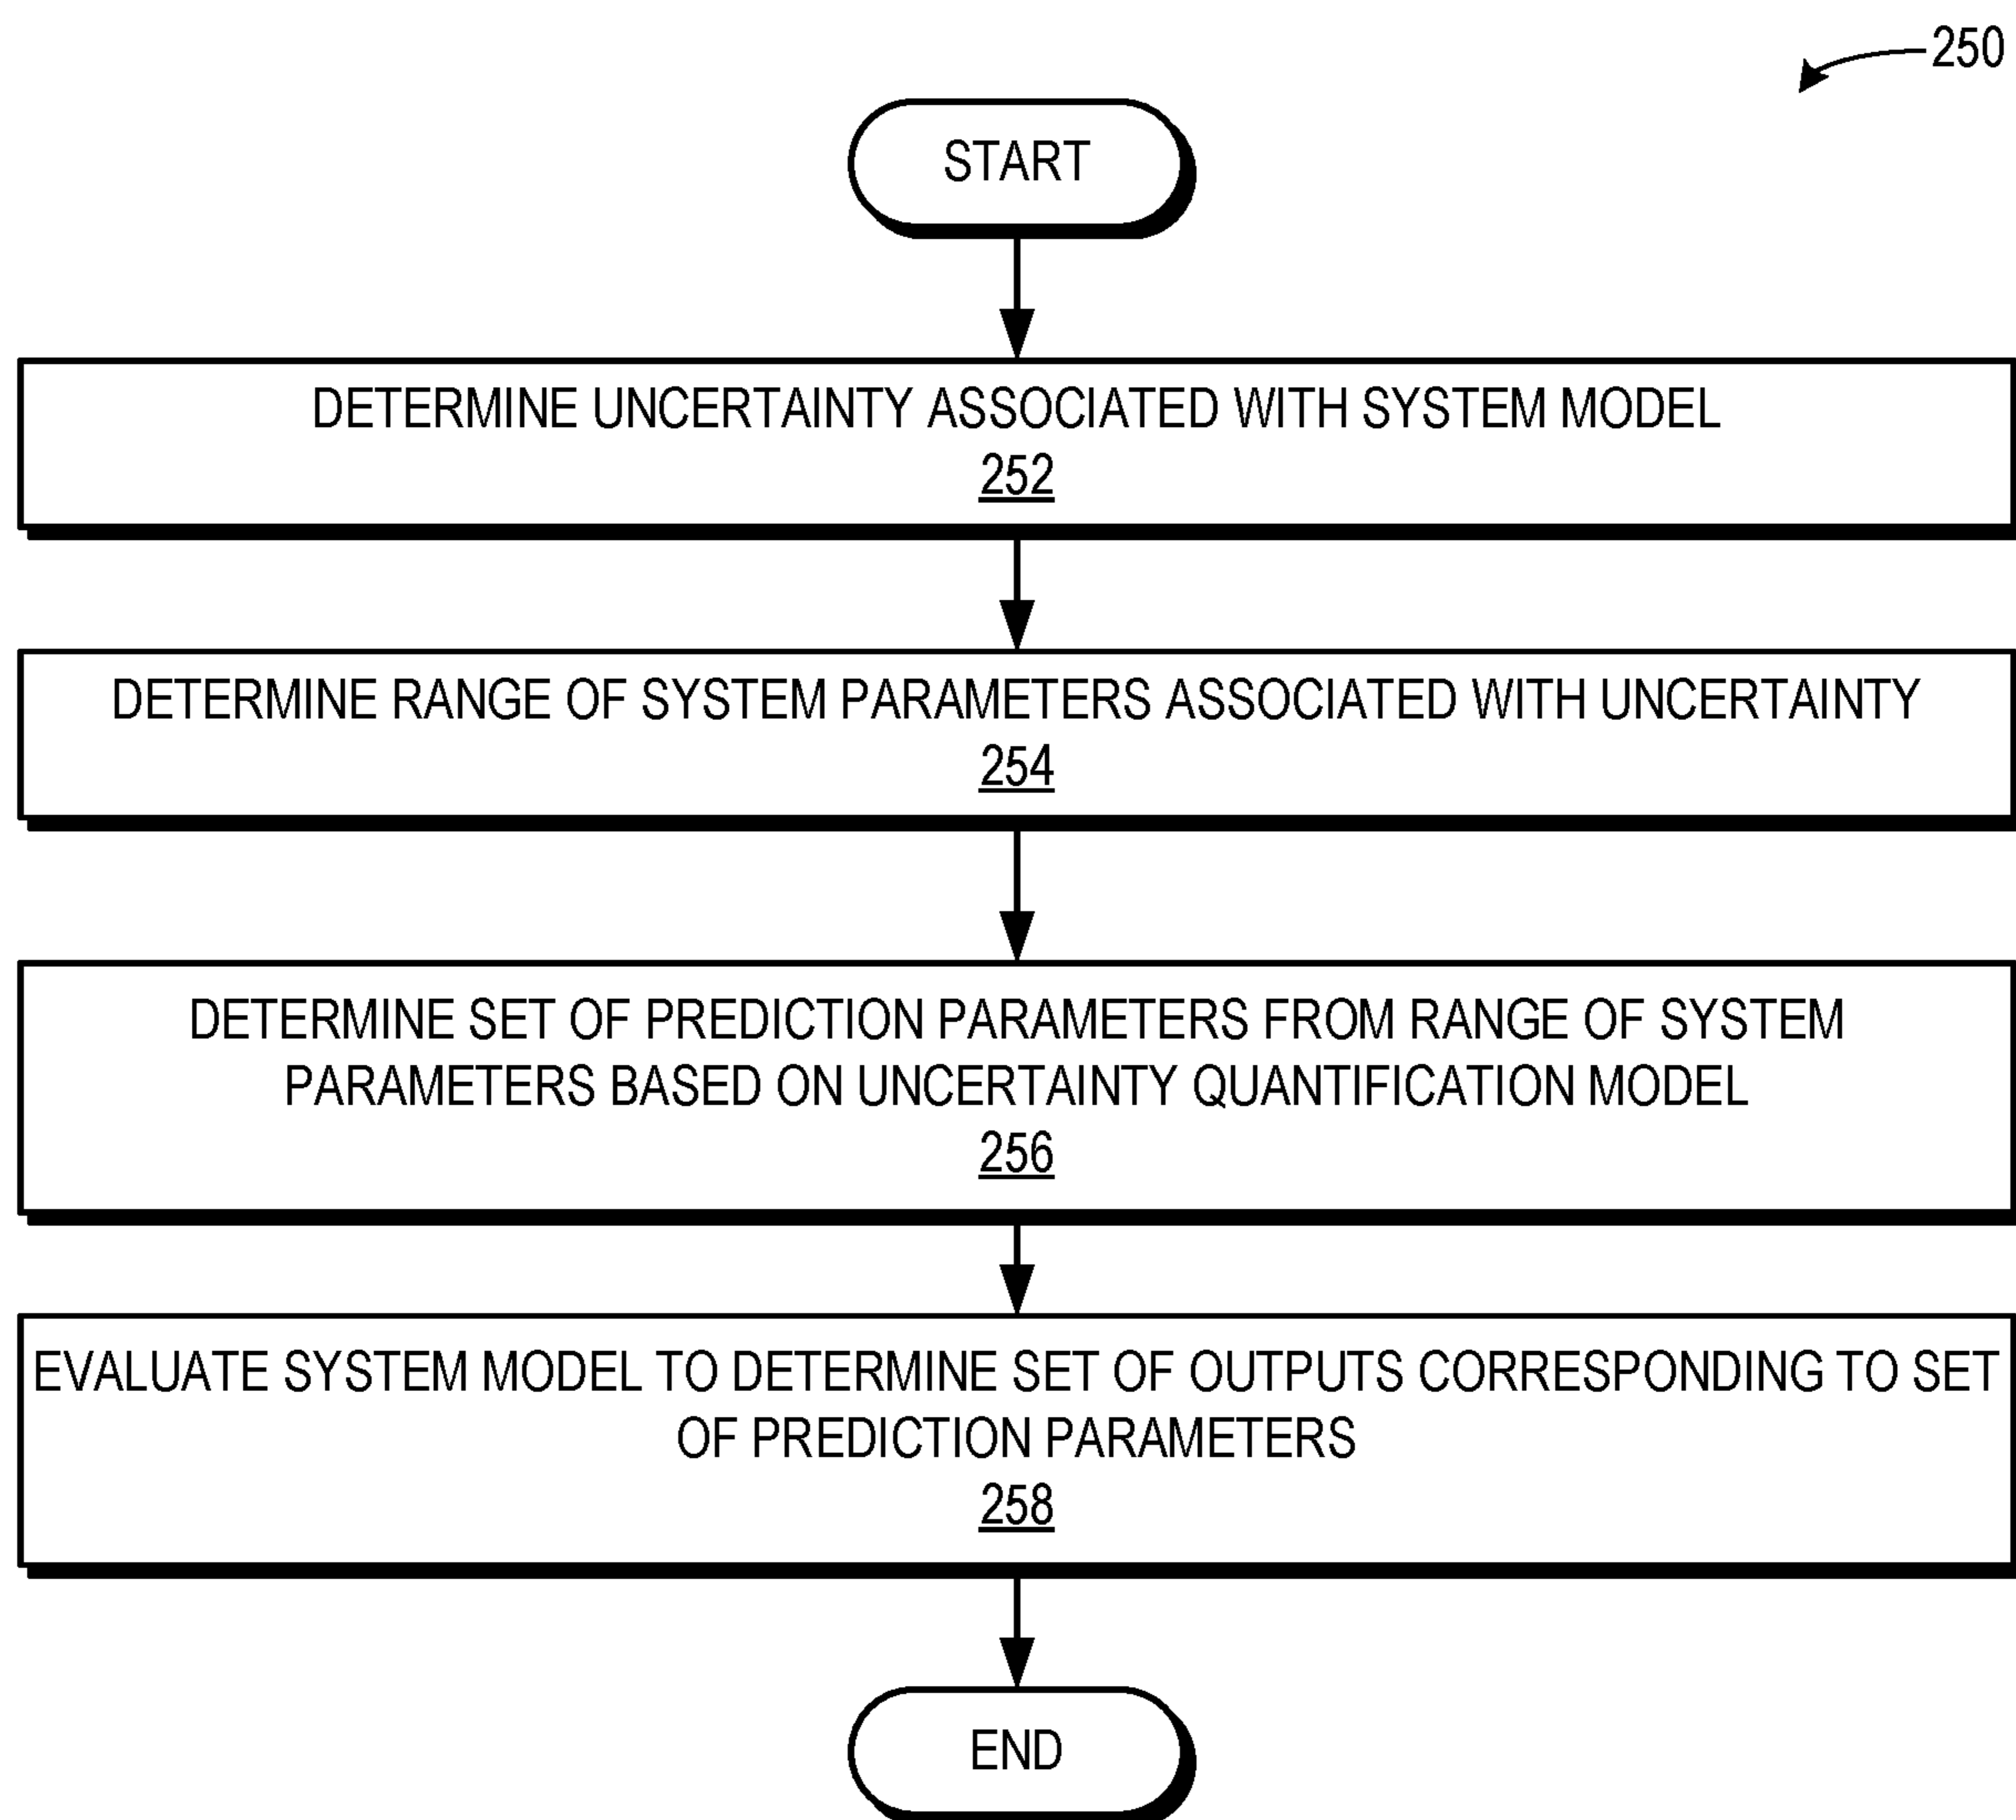 250
START
DETERMINE UNCERTAINTY ASSOCIATED WITH SYSTEM MODEL
252
DETERMINE RANGE OF SYSTEM PARAMETERS ASSOCIATED WITH UNCERTAINTY
254
DETERMINE SET OF PREDICTION PARAMETERS FROM RANGE OF SYSTEM
PARAMETERS BASED ON UNCERTAINTY QUANTIFICATION MODEL
256
EVALUATE SYSTEM MODEL TO DETERMINE SET OF OUTPUTS CORRESPONDING TO SET
OF PREDICTION PARAMETERS
258
END